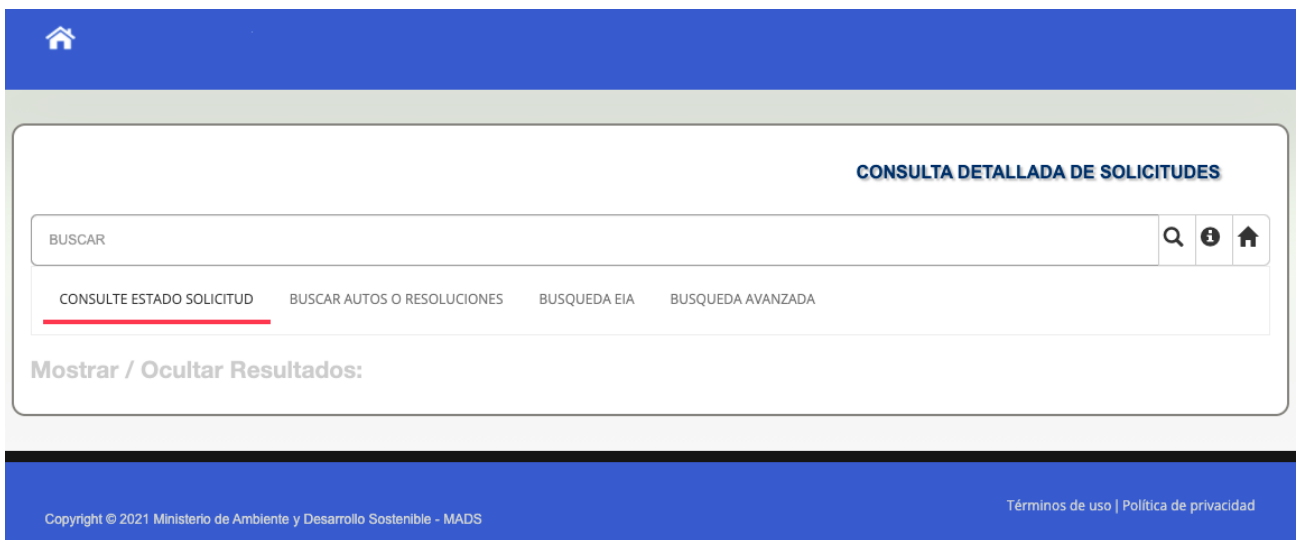 CONSULTA DETALLADA DE SOLICITUDES
BUSCAR
CONSULTE ESTADO SOLICITUD BUSCAR AUTOS O RESOLUCIONES BUSQUEDA EIA BUSQUEDA AVANZADA
Mostrar / Ocultar Resultados:
Términos de uso | Política de privacidad
Copyright © 2021 Ministerio de Ambiente y Desarrollo Sostenible - MADS